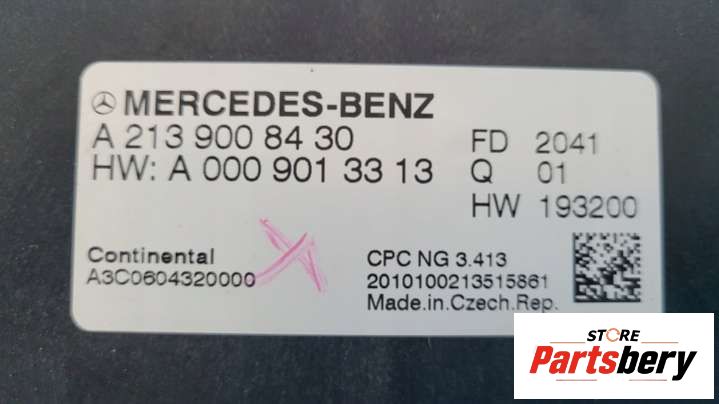 MERCEDES-BENZ
A 213 900 84 30
HW: A 000 901 33 13
FD 2041
Q 01
HW 193200
Continental
A3C0604320000
CPC NG 3.413
2010100213515861
Made.in.Czech.Rep.
STORE
Partsbery